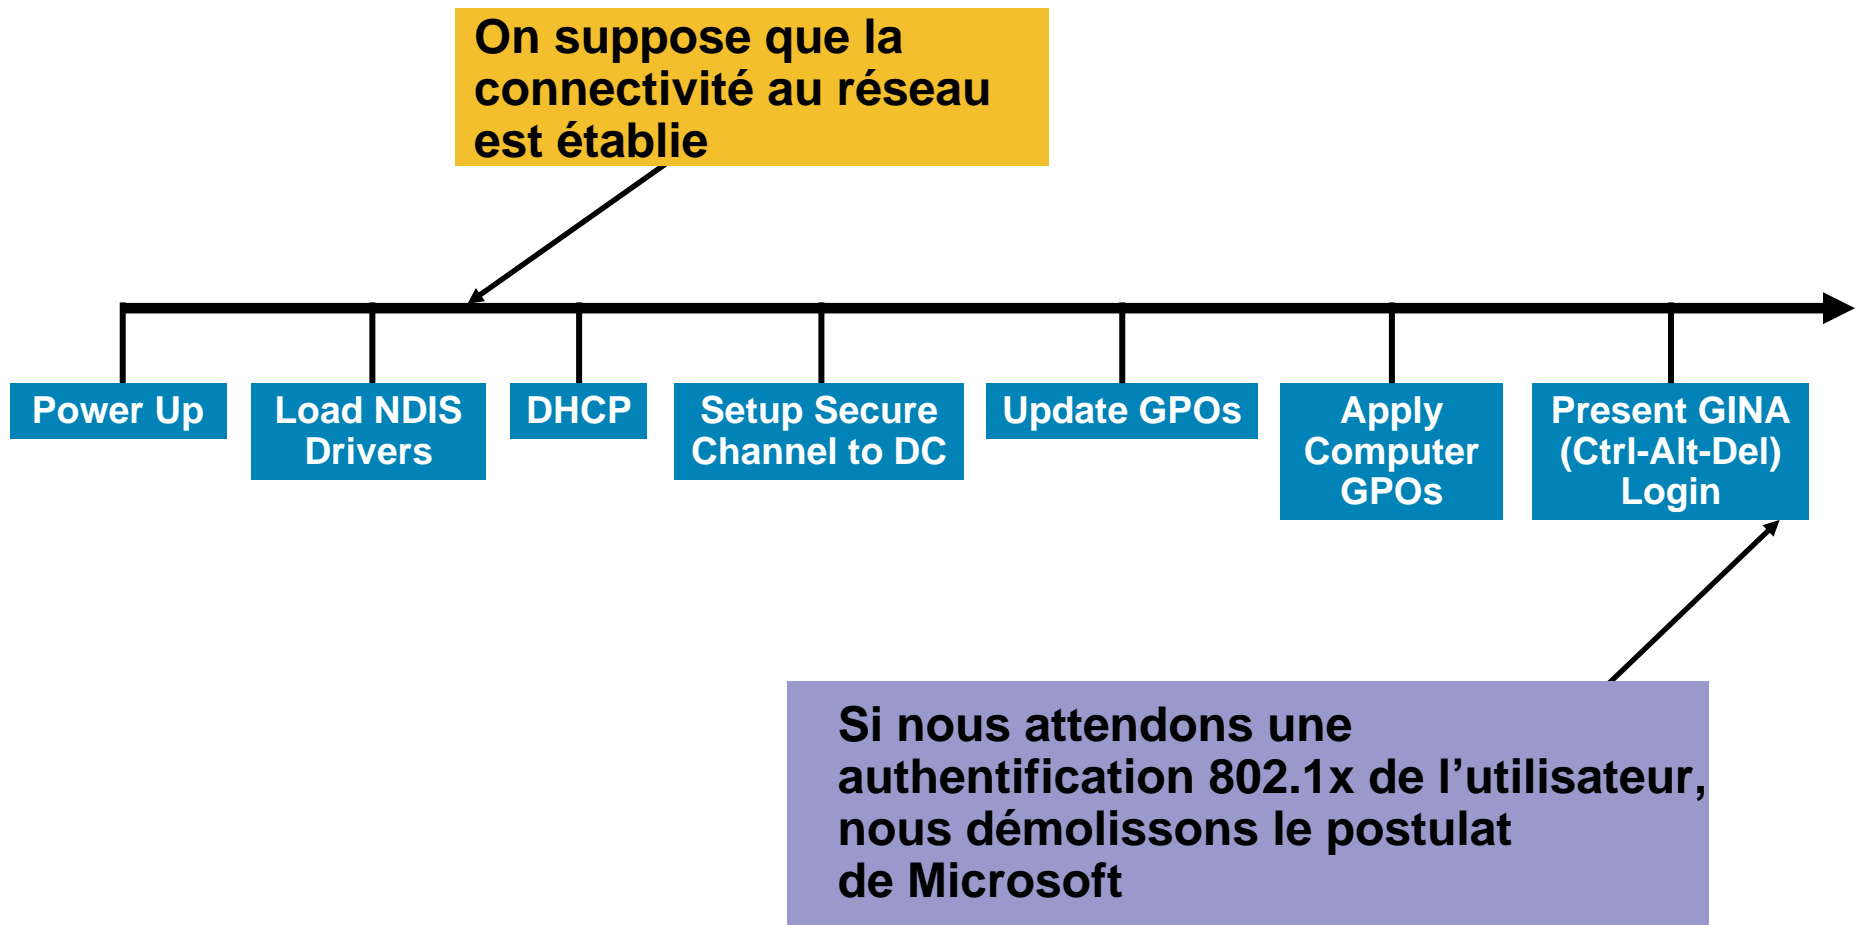 On suppose que la
connectivité au réseau
est établie
Power Up
Load NDIS
Drivers
DHCP
Setup Secure
Channel to DC
Update GPOs
Apply
Computer
GPOs
Present GINA
(Ctrl-Alt-Del)
Login
Si nous attendons une
authentification 802.1x de l’utilisateur,
nous démolissons le postulat
de Microsoft